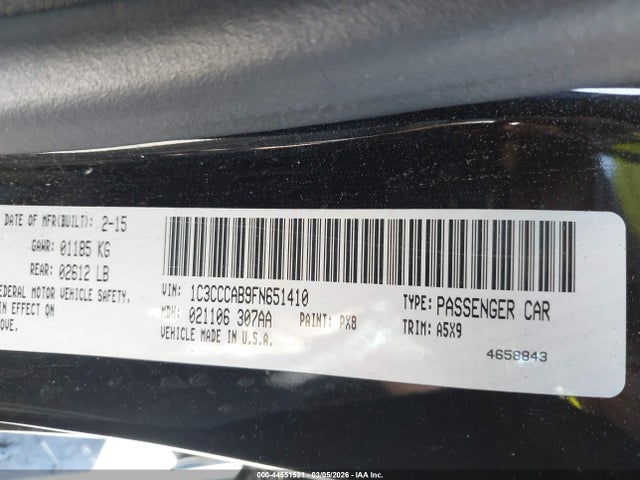 DATE OF MFR(BUILT): 2-15
GAWR: 01185 KG
REAR: 02612 LB
EDERAL MOTOR VEHICLE SAFETY,
IN EFFECT ON
OVE.
VIN: 1C3CCCAB9FN651410
MDH: 021106 307AA PAINT: PX8
VEHICLE MADE IN U.S.A.
TYPE: PASSENGER CAR
TRIM: A5X9
4658843
000-44551521 - 03/05/2026 - IAA Inc.